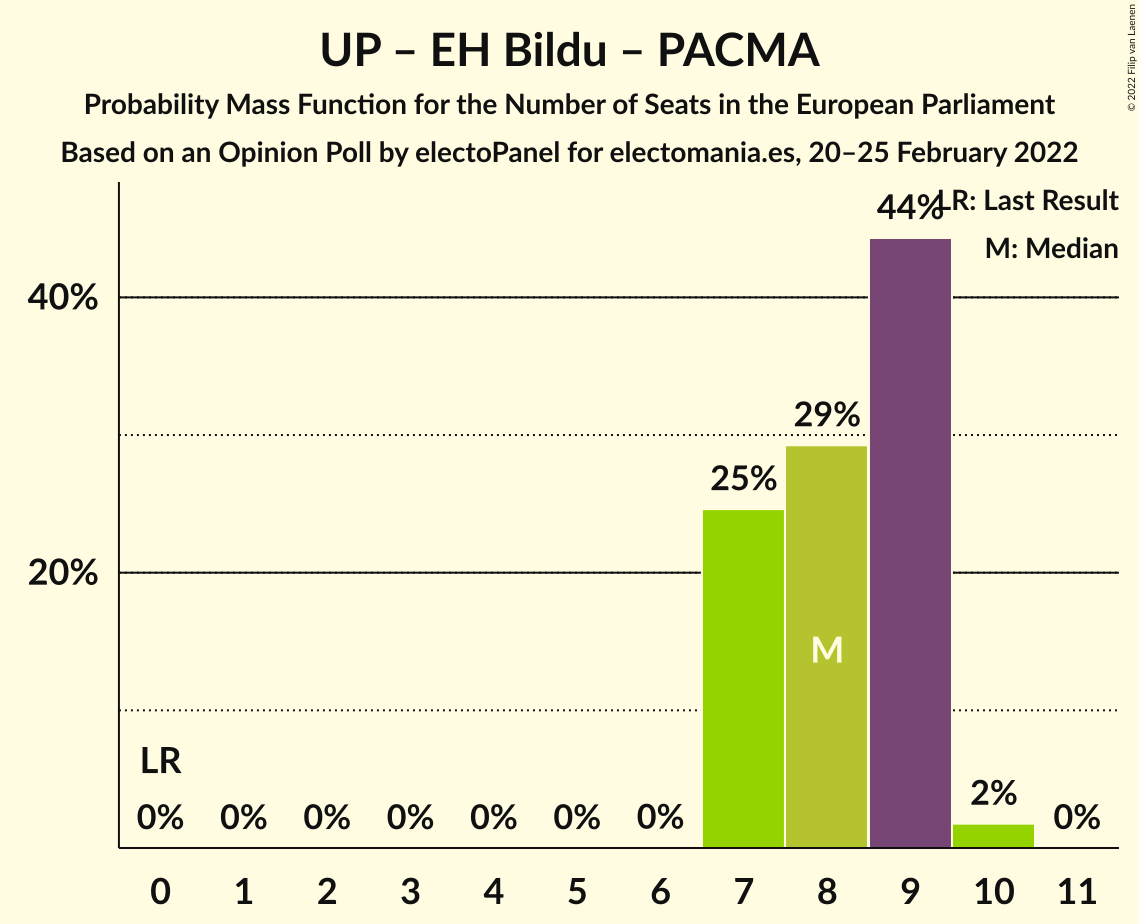 UP – EH Bildu – PACMA
Probability Mass Function for the Number of Seats in the European Parliament
Based on an Opinion Poll by electoPanel for electomania.es, 20–25 February 2022
© 2022 Filip van Laenen
LR: Last Result
M: Median
44%
40%
29%
25%
20%
M
LR
0% 0% 0% 0% 0% 0% 0% 2% 0%
0 1 2 3 4 5 6 7 8 9 10 11